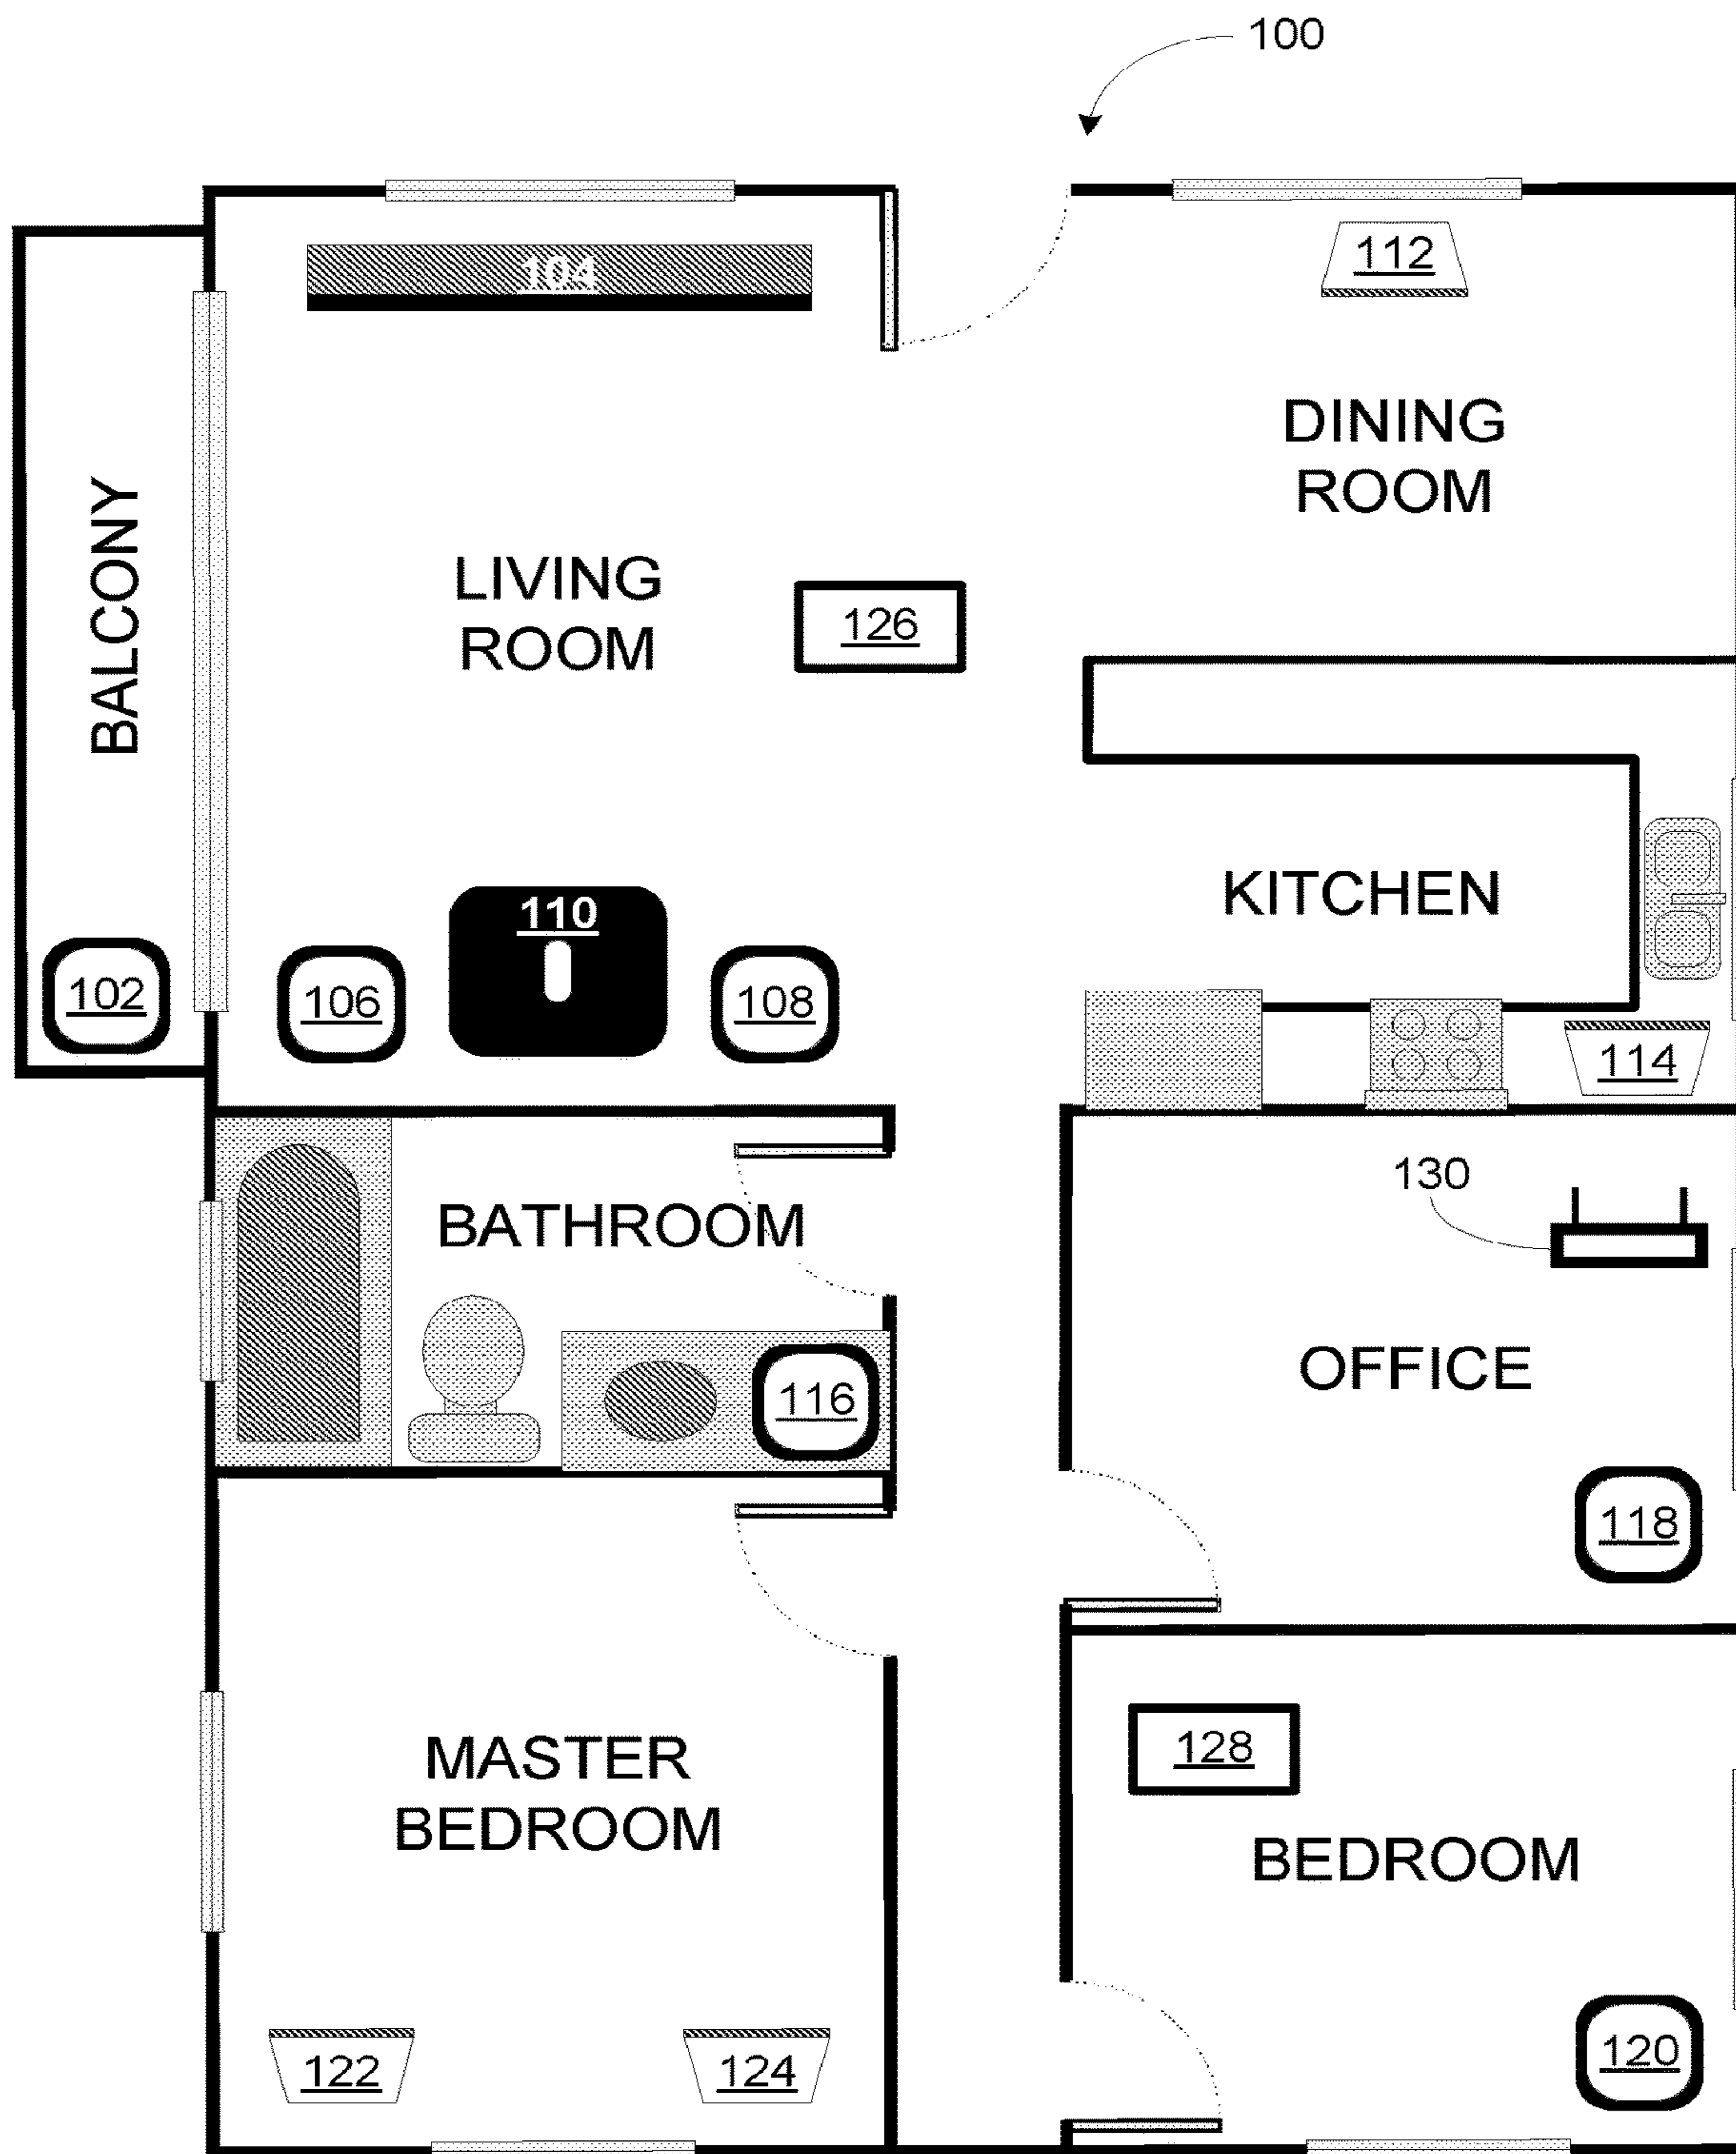 100
104
112
DINING
ROOM
BALCONY
LIVING
ROOM
126
KITCHEN
110
102
106
108
114
130
BATHROOM
OFFICE
116
118
128
MASTER
BEDROOM
BEDROOM
122
124
120